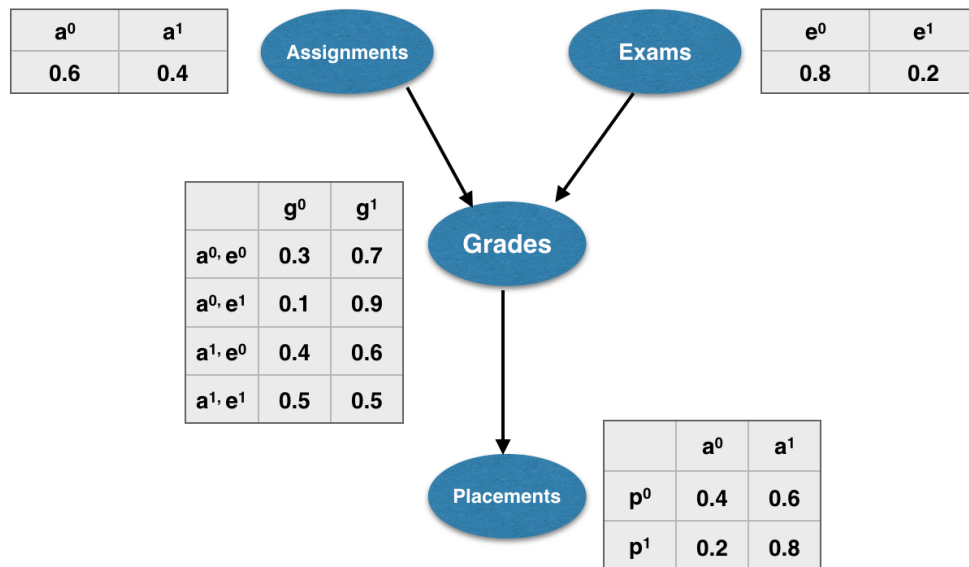 a⁰ a¹
0.6 0.4
Assignments
Exams
e⁰ e¹
0.8 0.2
g⁰ g¹
a⁰, e⁰ 0.3 0.7
a⁰, e¹ 0.1 0.9
a¹, e⁰ 0.4 0.6
a¹, e¹ 0.5 0.5
Grades
Placements
a⁰ a¹
p⁰ 0.4 0.6
p¹ 0.2 0.8